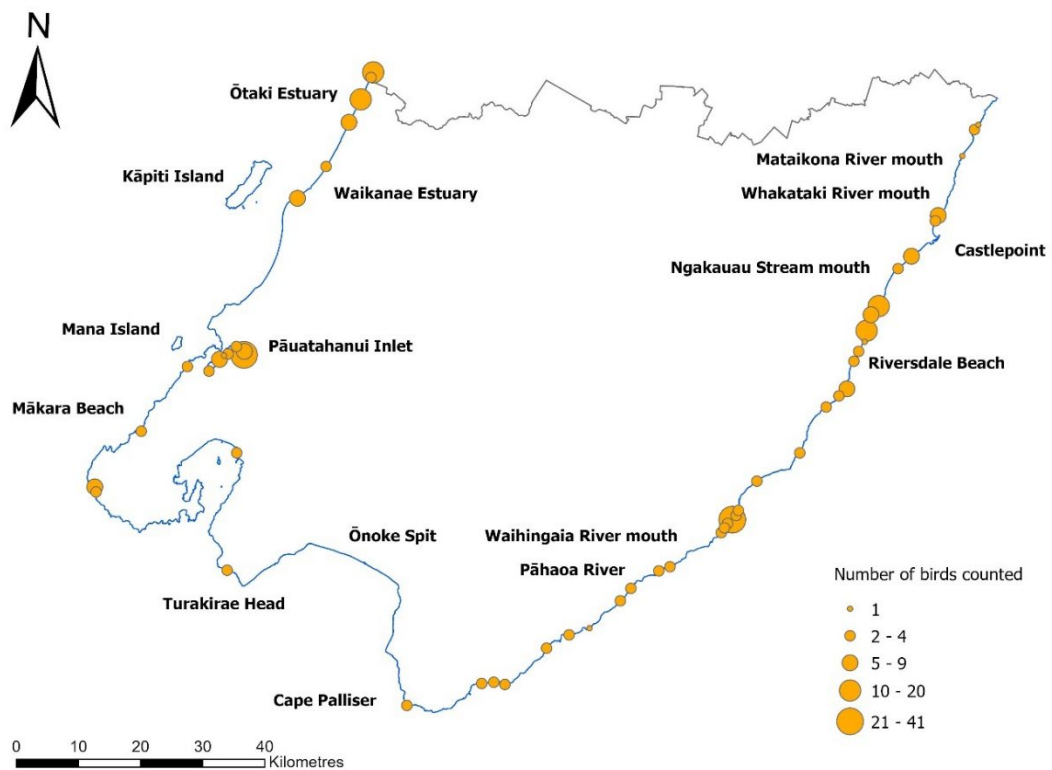 N
Ōtaki Estuary
Kāpiti Island
Waikanae Estuary
Mataikona River mouth
Whakataki River mouth
Castlepoint
Ngakauau Stream mouth
Mana Island
Pāuatahanui Inlet
Riversdale Beach
Mākara Beach
Ōnoke Spit
Waihingaia River mouth
Pāhaoa River
Turakirae Head
Cape Palliser
Number of birds counted
1
2 - 4
5 - 9
10 - 20
21 - 41
0 10 20 30 40
Kilometres